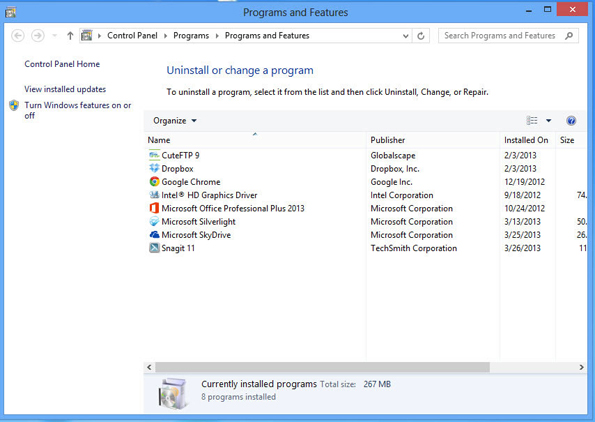 Programs and Features
Control Panel Programs Programs and Features
Search Programs and Features
Control Panel Home
View installed updates
Turn Windows features on or
off
Uninstall or change a program
To uninstall a program, select it from the list and then click Uninstall, Change, or Repair.
Organize
Name Publisher Installed On Size
CuteFTP 9 Globalscape 2/3/2013
Dropbox Dropbox, Inc. 2/3/2013
Google Chrome Google Inc. 12/19/2012
Intel® HD Graphics Driver Intel Corporation 9/18/2012 74.
Microsoft Office Professional Plus 2013 Microsoft Corporation 10/24/2012
Microsoft Silverlight Microsoft Corporation 3/13/2013 50.
Microsoft SkyDrive Microsoft Corporation 3/25/2013 26.
Snagit 11 TechSmith Corporation 3/26/2013 11
Currently installed programs Total size: 267 MB
8 programs installed